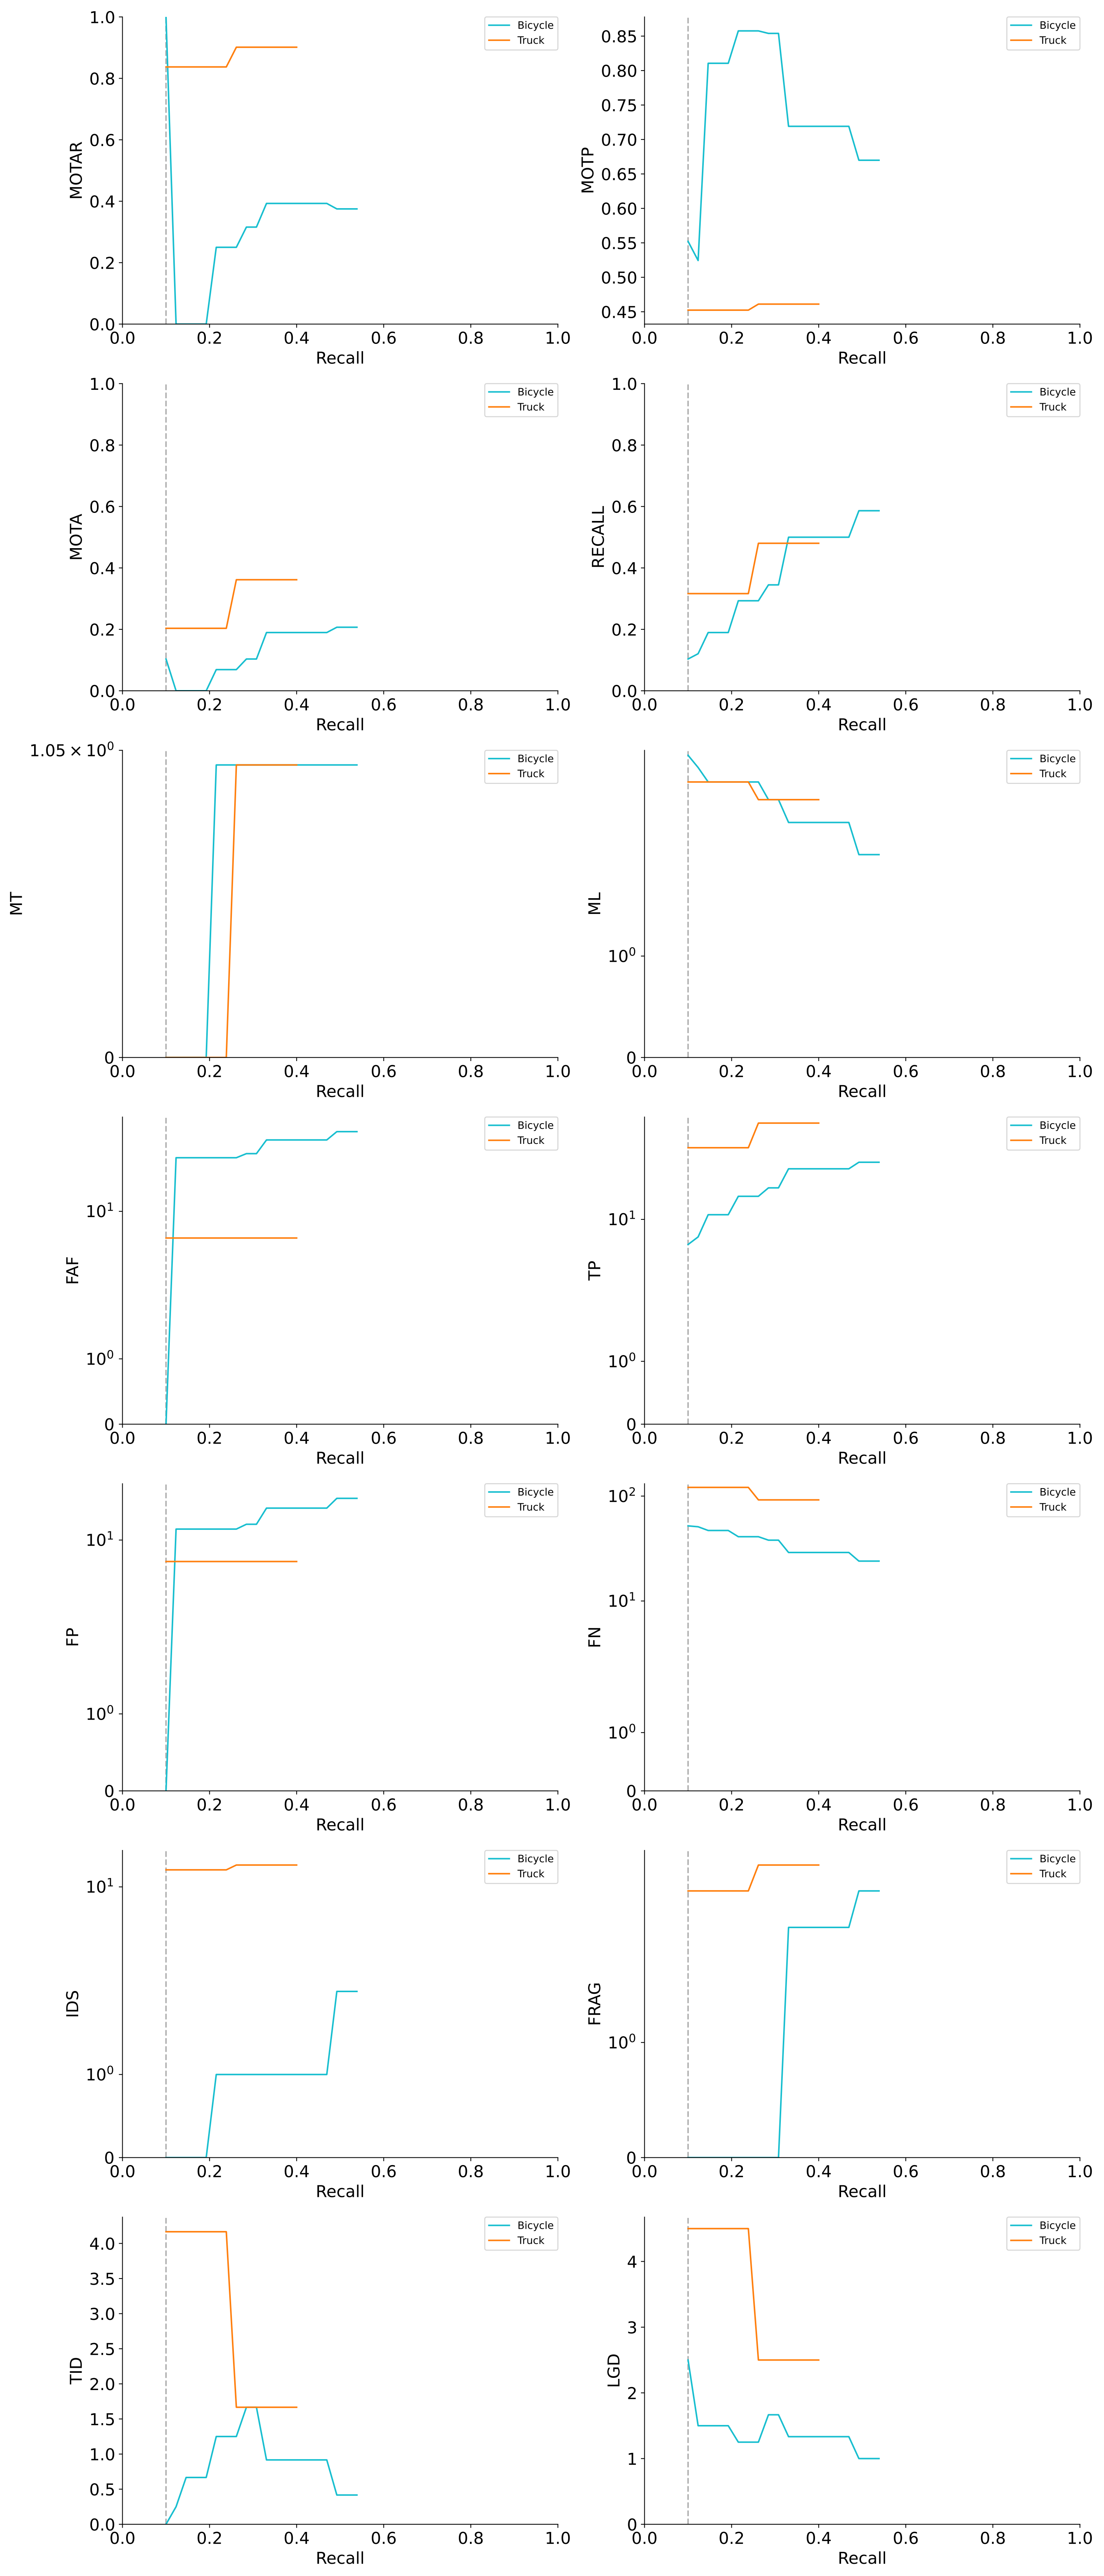 MOTAR
1.0
0.8
0.6
0.4
0.2
0.0
Bicycle
Truck
0.0 0.2 0.4 0.6 0.8 1.0
Recall
MOTP
0.85
0.80
0.75
0.70
0.65
0.60
0.55
0.50
0.45
Bicycle
Truck
0.0 0.2 0.4 0.6 0.8 1.0
Recall
MOTA
1.0
0.8
0.6
0.4
0.2
0.0
Bicycle
Truck
0.0 0.2 0.4 0.6 0.8 1.0
Recall
RECALL
1.0
0.8
0.6
0.4
0.2
0.0
Bicycle
Truck
0.0 0.2 0.4 0.6 0.8 1.0
Recall
MT
1.05 × 10⁰
0
Bicycle
Truck
0.0 0.2 0.4 0.6 0.8 1.0
Recall
ML
10⁰
0
Bicycle
Truck
0.0 0.2 0.4 0.6 0.8 1.0
Recall
FAF
10¹
10⁰
0
Bicycle
Truck
0.0 0.2 0.4 0.6 0.8 1.0
Recall
TP
10¹
10⁰
0
Bicycle
Truck
0.0 0.2 0.4 0.6 0.8 1.0
Recall
FP
10¹
10⁰
0
Bicycle
Truck
0.0 0.2 0.4 0.6 0.8 1.0
Recall
FN
10²
10¹
10⁰
0
Bicycle
Truck
0.0 0.2 0.4 0.6 0.8 1.0
Recall
IDS
10¹
10⁰
0
Bicycle
Truck
0.0 0.2 0.4 0.6 0.8 1.0
Recall
FRAG
10⁰
0
Bicycle
Truck
0.0 0.2 0.4 0.6 0.8 1.0
Recall
TID
4.0
3.5
3.0
2.5
2.0
1.5
1.0
0.5
0.0
Bicycle
Truck
0.0 0.2 0.4 0.6 0.8 1.0
Recall
LGD
4
3
2
1
0
Bicycle
Truck
0.0 0.2 0.4 0.6 0.8 1.0
Recall